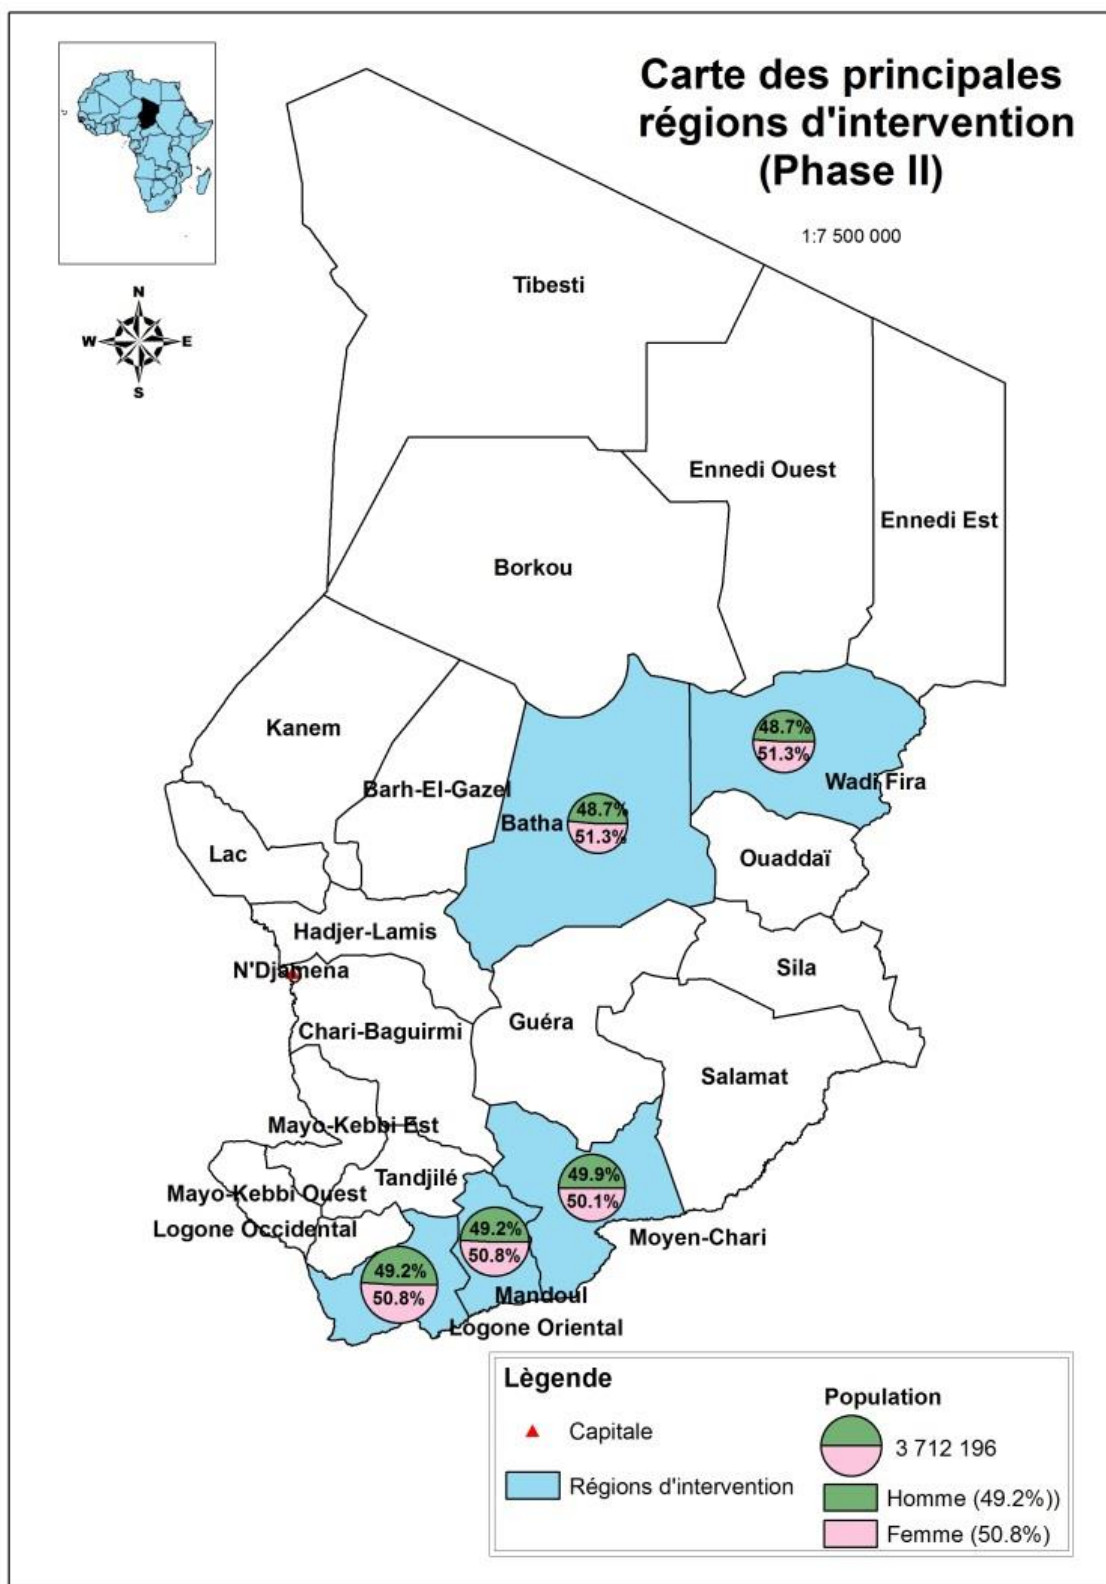 Carte des principales
régions d'intervention
(Phase II)
1:7 500 000
N
W E
S
Tibesti
Ennedi Ouest
Ennedi Est
Borkou
Kanem
48.7%
51.3%
Wadi Fira
Barh-El-Gazel
Batha
48.7%
51.3%
Lac
Ouaddaï
Hadjer-Lamis
N'Djamena
Sila
Guéra
Chari-Baguirmi
Salamat
Mayo-Kebbi Est
Tandjilé
49.9%
50.1%
Mayo-Kebbi Ouest
Logone Occidental
49.2%
50.8%
Moyen-Chari
49.2%
50.8%
Mandoul
Logone Oriental
Lègende
Capitale
Régions d'intervention
Population
3 712 196
Homme (49.2%))
Femme (50.8%)